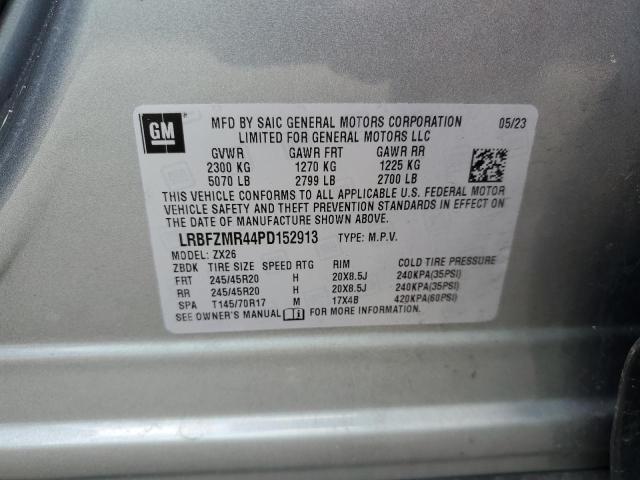 GM
MFD BY SAIC GENERAL MOTORS CORPORATION 05/23
LIMITED FOR GENERAL MOTORS LLC
GVWR GAWR FRT GAWR RR
2300 KG 1270 KG 1225 KG
5070 LB 2799 LB 2700 LB
THIS VEHICLE CONFORMS TO ALL APPLICABLE U.S. FEDERAL MOTOR
VEHICLE SAFETY AND THEFT PREVENTION STANDARDS IN EFFECT ON
THE DATE OF MANUFACTURE SHOWN ABOVE.
LRBFZMR44PD152913 TYPE: M.P.V.
MODEL: ZX26
ZBDK TIRE SIZE SPEED RTG RIM COLD TIRE PRESSURE
FRT 245/45R20 H 20X8.5J 240KPA(35PSI)
RR 245/45R20 H 20X8.5J 240KPA(35PSI)
SPA T145/70R17 M 17X4B 420KPA(60PSI)
SEE OWNER'S MANUAL FOR MORE INFORMATION.